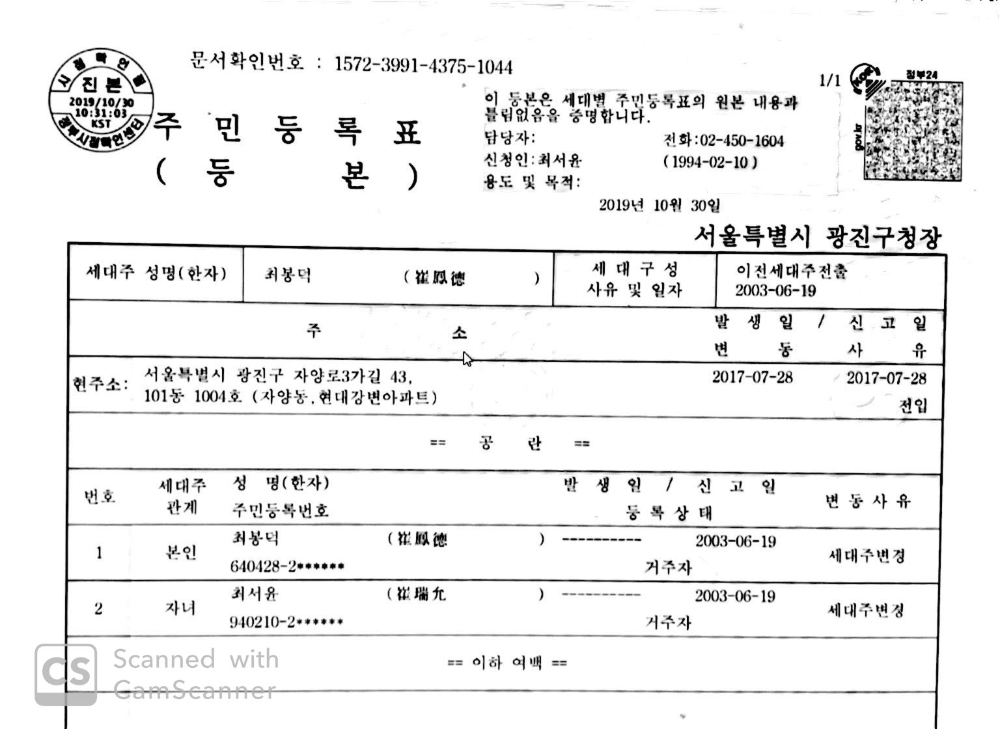 문서확인번호 : 1572-3991-4375-1044
시점확인필
진본
2019/10/30
10:31:03
KST
정부시점확인센터
주 민 등 록 표
( 등 본 )
1/1
정부24
gov.kr
이 등본은 세대별 주민등록표의 원본 내용과
틀림없음을 증명합니다.
담당자: 전화:02-450-1604
신청인:최서윤 (1994-02-10)
용도 및 목적:
2019년 10월 30일
서울특별시 광진구청장
세대주 성명(한자) 최봉덕 (崔鳳德 ) 세 대 구 성 이전세대주전출
사유 및 일자 2003-06-19
주 소 발 생 일 / 신 고 일
변 동 사 유
현주소: 서울특별시 광진구 자양로3가길 43, 2017-07-28 2017-07-28
101동 1004호 (자양동,현대강변아파트) 전입
== 공 란 ==
번호 세대주 성 명(한자) 발 생 일 / 신 고 일 변 동 사 유
관계 주민등록번호 등 록 상 태
1 본인 최봉덕 (崔鳳德 ) ---------- 2003-06-19 세대주변경
640428-2****** 거주자
2 자녀 최서윤 (崔瑞允 ) ---------- 2003-06-19 세대주변경
940210-2****** 거주자
== 이하 여백 ==
CS Scanned with
CamScanner